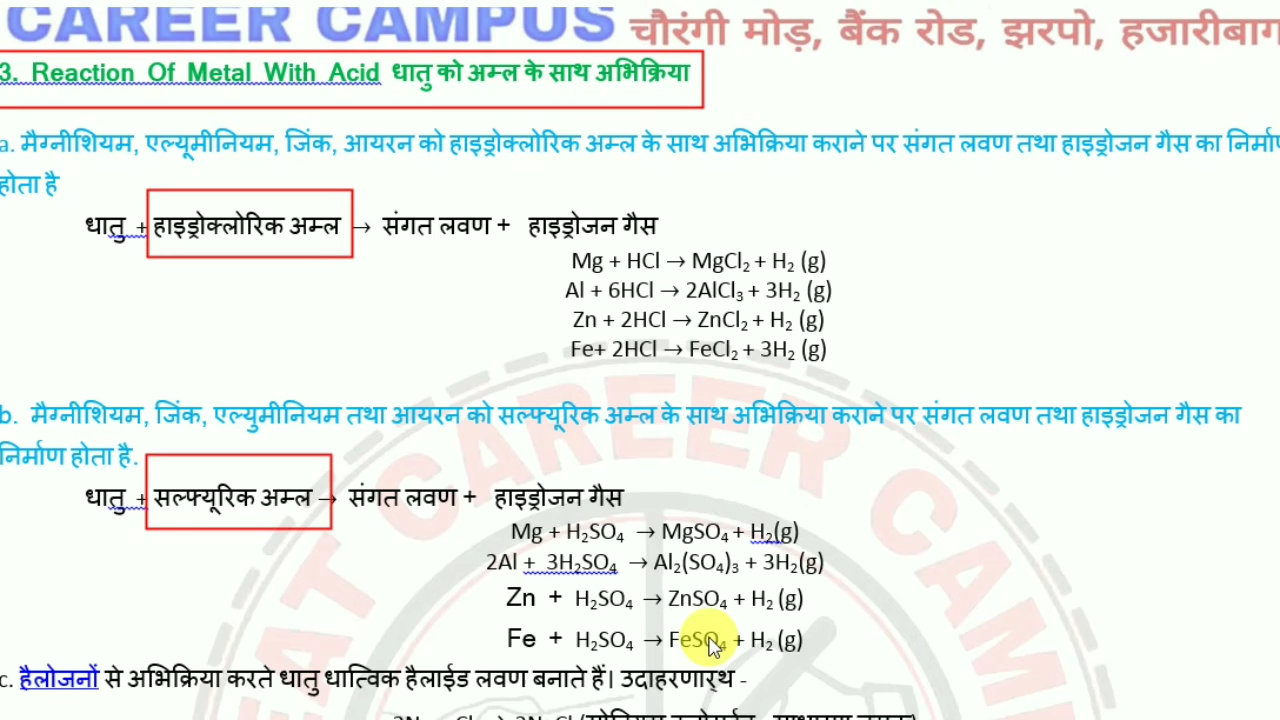 CAREER CAMPUS चौरंगी मोड़, बैंक रोड, झरपो, हजारीबाग
3. Reaction Of Metal With Acid धातु को अम्ल के साथ अभिक्रिया
a. मैग्नीशियम, एल्यूमीनियम, जिंक, आयरन को हाइड्रोक्लोरिक अम्ल के साथ अभिक्रिया कराने पर संगत लवण तथा हाइड्रोजन गैस का निर्माण
होता है
धातु + हाइड्रोक्लोरिक अम्ल → संगत लवण + हाइड्रोजन गैस
Mg + HCl → MgCl₂ + H₂ (g)
Al + 6HCl → 2AlCl₃ + 3H₂ (g)
Zn + 2HCl → ZnCl₂ + H₂ (g)
Fe+ 2HCl → FeCl₂ + 3H₂ (g)
b. मैग्नीशियम, जिंक, एल्युमीनियम तथा आयरन को सल्फ्यूरिक अम्ल के साथ अभिक्रिया कराने पर संगत लवण तथा हाइड्रोजन गैस का
निर्माण होता है.
धातु + सल्फ्यूरिक अम्ल → संगत लवण + हाइड्रोजन गैस
Mg + H₂SO₄ → MgSO₄ + H₂(g)
2Al + 3H₂SO₄ → Al₂(SO₄)₃ + 3H₂(g)
Zn + H₂SO₄ → ZnSO₄ + H₂ (g)
Fe + H₂SO₄ → FeSO₄ + H₂ (g)
c. हैलोजनों से अभिक्रिया करते धातु धात्विक हैलाईड लवण बनाते हैं। उदाहरणार्थ -